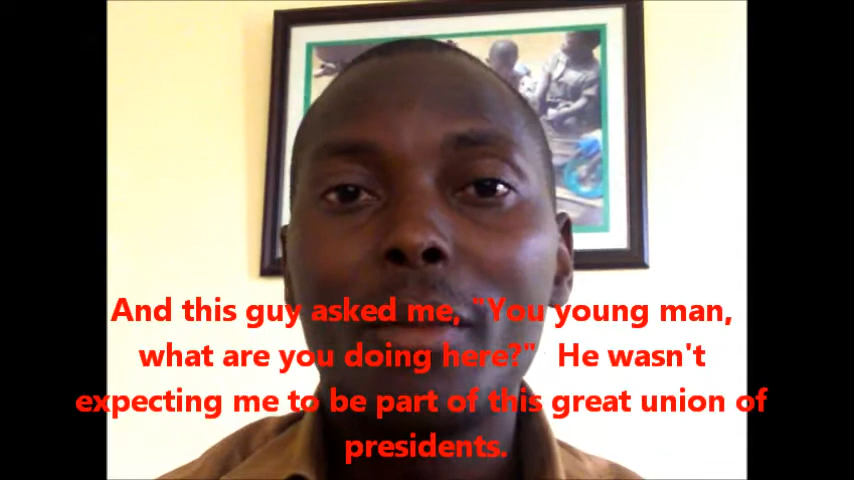 And this guy asked me, "You young man,
what are you doing here?"  He wasn't
expecting me to be part of this great union of
presidents.